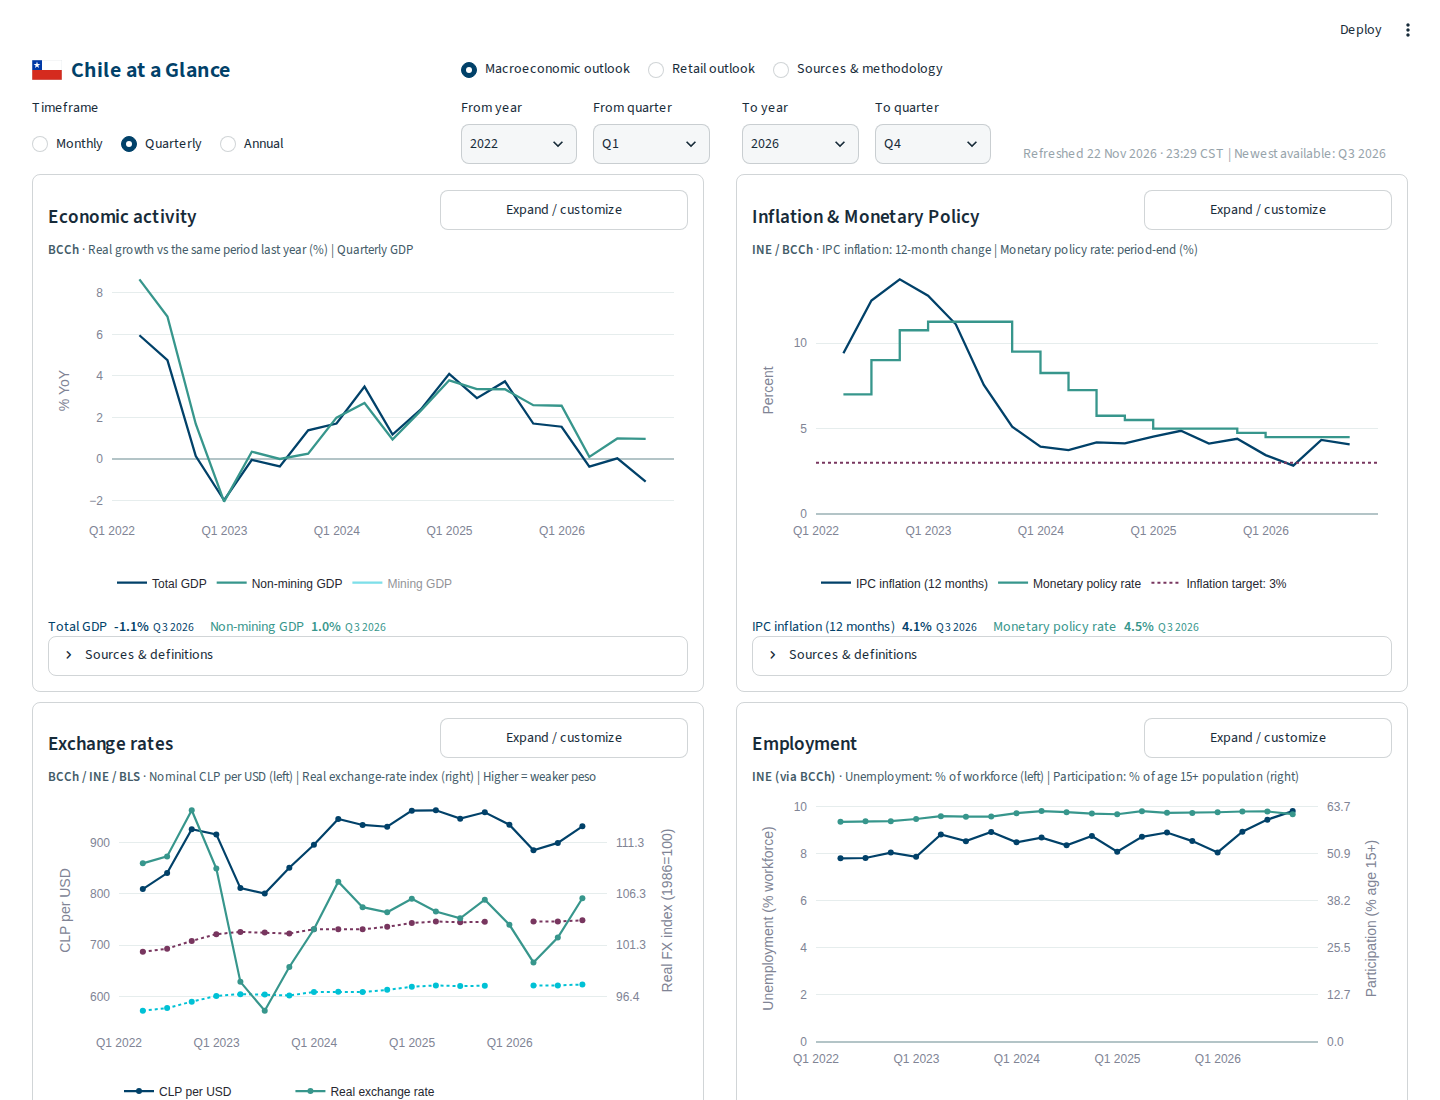 Deploy
Chile at a Glance
Macroeconomic outlook Retail outlook Sources & methodology
Timeframe
Monthly Quarterly Annual
From year From quarter To year To quarter
2022 Q1 2026 Q4
Refreshed 22 Nov 2026 · 23:29 CST | Newest available: Q3 2026
Economic activity
Expand / customize
BCCh · Real growth vs the same period last year (%) | Quarterly GDP
% YoY
8
6
4
2
0
−2
Q1 2022 Q1 2023 Q1 2024 Q1 2025 Q1 2026
Total GDP Non-mining GDP Mining GDP
Total GDP -1.1% Q3 2026 Non-mining GDP 1.0% Q3 2026
Sources & definitions
Inflation & Monetary Policy
Expand / customize
INE / BCCh · IPC inflation: 12-month change | Monetary policy rate: period-end (%)
Percent
10
5
0
Q1 2022 Q1 2023 Q1 2024 Q1 2025 Q1 2026
IPC inflation (12 months) Monetary policy rate Inflation target: 3%
IPC inflation (12 months) 4.1% Q3 2026 Monetary policy rate 4.5% Q3 2026
Sources & definitions
Exchange rates
Expand / customize
BCCh / INE / BLS · Nominal CLP per USD (left) | Real exchange-rate index (right) | Higher = weaker peso
CLP per USD
900
800
700
600
111.3
106.3
101.3
96.4
Real FX index (1986=100)
Q1 2022 Q1 2023 Q1 2024 Q1 2025 Q1 2026
CLP per USD Real exchange rate
Employment
Expand / customize
INE (via BCCh) · Unemployment: % of workforce (left) | Participation: % of age 15+ population (right)
Unemployment (% workforce)
10
8
6
4
2
0
63.7
50.9
38.2
25.5
12.7
0.0
Participation (% age 15+)
Q1 2022 Q1 2023 Q1 2024 Q1 2025 Q1 2026